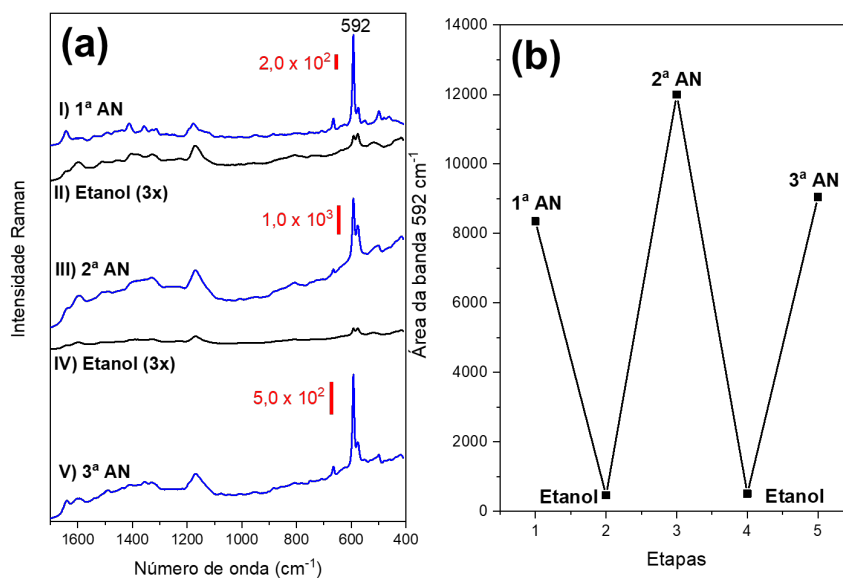 (a)
592
2,0 x 10²
I) 1ª AN
II) Etanol (3x)
1,0 x 10³
III) 2ª AN
IV) Etanol (3x)
5,0 x 10²
V) 3ª AN
1600 1400 1200 1000 800 600 400
Número de onda (cm⁻¹)
Intensidade Raman
(b)
14000
12000
10000
8000
6000
4000
2000
0
Área da banda 592 cm⁻¹
1ª AN
2ª AN
3ª AN
Etanol
Etanol
1 2 3 4 5
Etapas